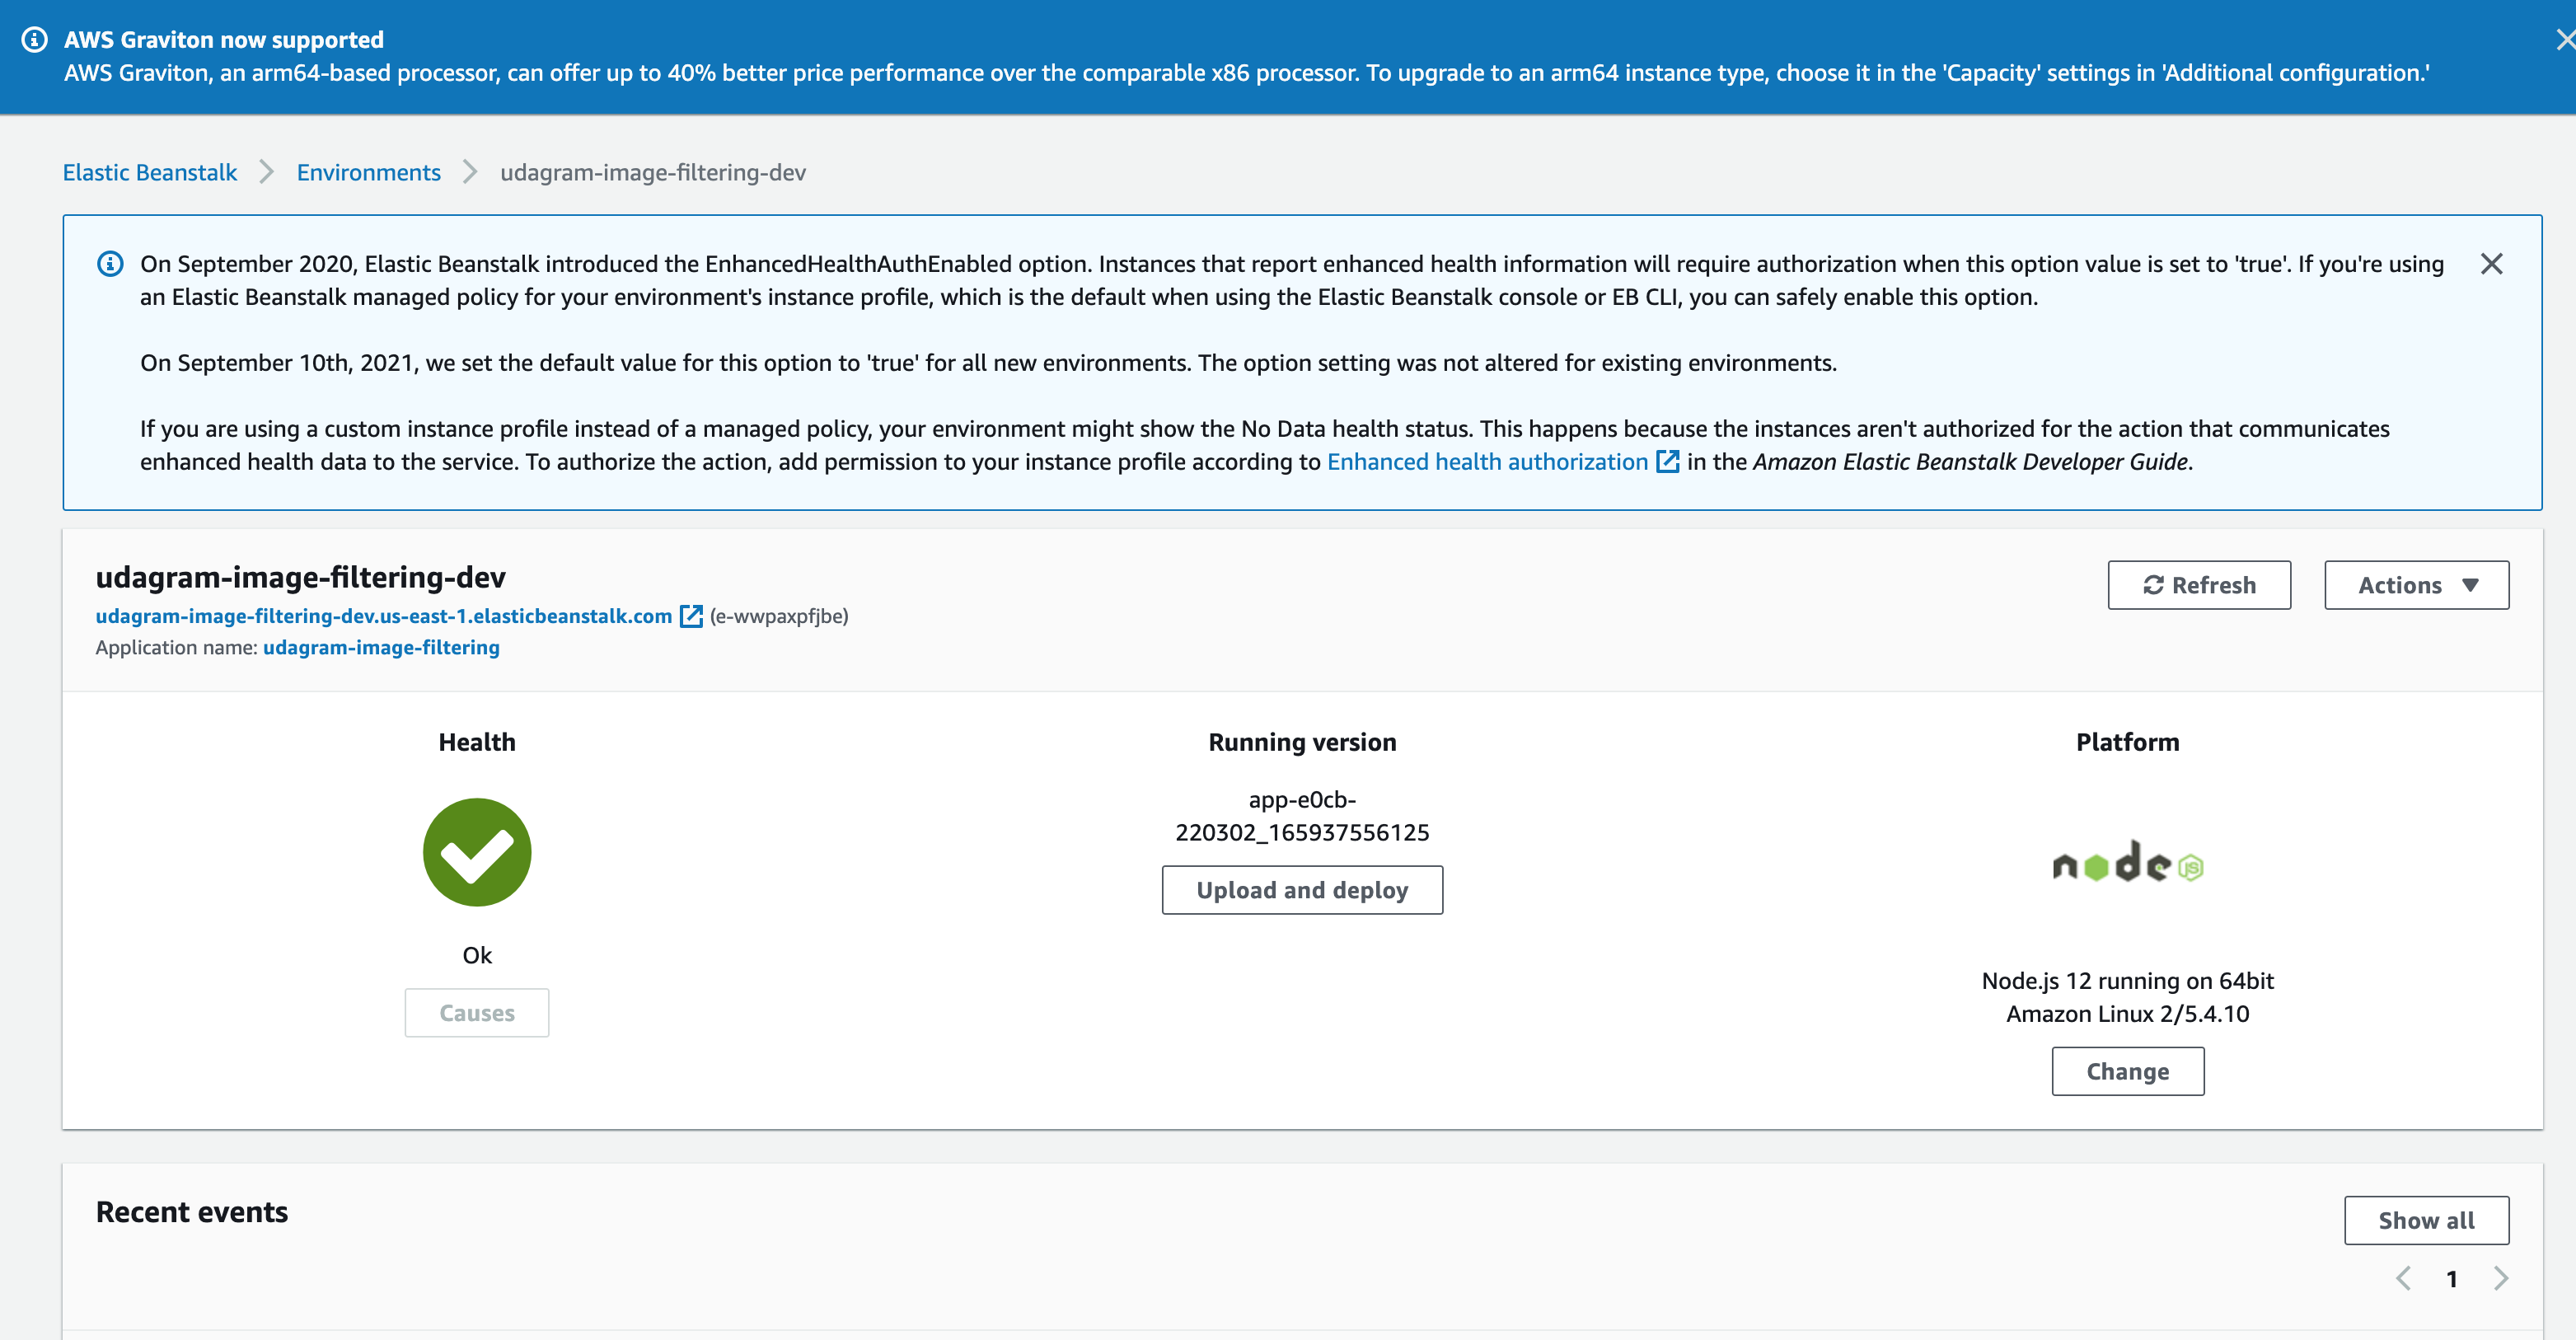 AWS Graviton now supported
AWS Graviton, an arm64-based processor, can offer up to 40% better price performance over the comparable x86 processor. To upgrade to an arm64 instance type, choose it in the 'Capacity' settings in 'Additional configuration.'
Elastic Beanstalk > Environments > udagram-image-filtering-dev
On September 2020, Elastic Beanstalk introduced the EnhancedHealthAuthEnabled option. Instances that report enhanced health information will require authorization when this option value is set to 'true'. If you're using
an Elastic Beanstalk managed policy for your environment's instance profile, which is the default when using the Elastic Beanstalk console or EB CLI, you can safely enable this option.
On September 10th, 2021, we set the default value for this option to 'true' for all new environments. The option setting was not altered for existing environments.
If you are using a custom instance profile instead of a managed policy, your environment might show the No Data health status. This happens because the instances aren't authorized for the action that communicates
enhanced health data to the service. To authorize the action, add permission to your instance profile according to Enhanced health authorization in the Amazon Elastic Beanstalk Developer Guide.
udagram-image-filtering-dev
Refresh
Actions
udagram-image-filtering-dev.us-east-1.elasticbeanstalk.com (e-wwpaxpfjbe)
Application name: udagram-image-filtering
Health
Ok
Causes
Running version
app-e0cb-
220302_165937556125
Upload and deploy
Platform
node JS
Node.js 12 running on 64bit
Amazon Linux 2/5.4.10
Change
Recent events
Show all
1